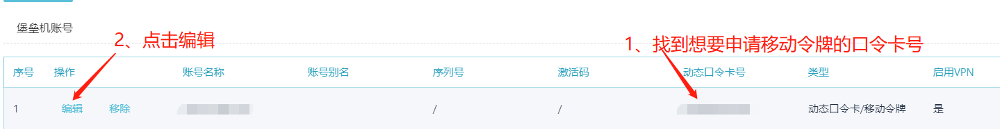 堡垒机账号
2、点击编辑
1、找到想要申请移动令牌的口令卡号
序号 操作 账号名称 账号别名 序列号 激活码 动态口令卡号 类型 启用VPN
1 编辑 移除 / / 动态口令卡/移动令牌 是